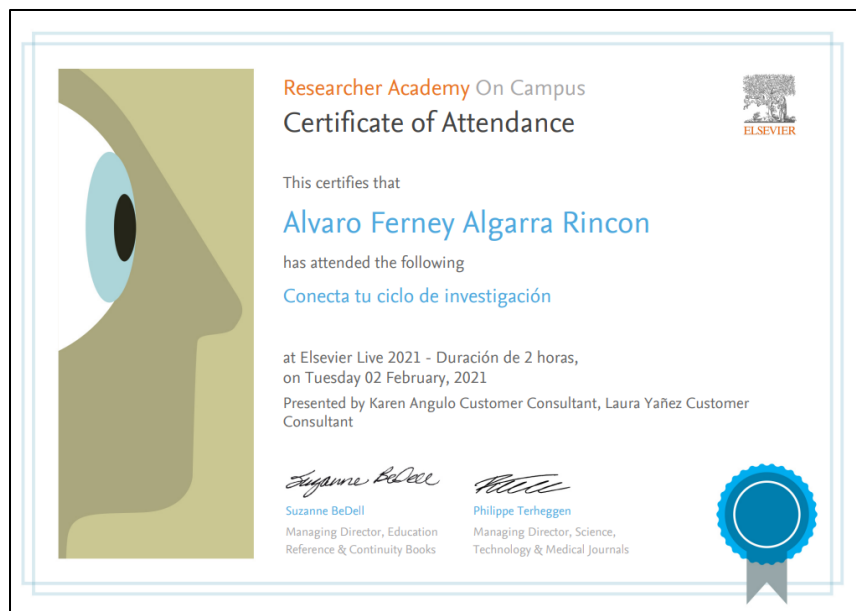 Researcher Academy On Campus
Certificate of Attendance
ELSEVIER
This certifies that
Alvaro Ferney Algarra Rincon
has attended the following
Conecta tu ciclo de investigación
at Elsevier Live 2021 - Duración de 2 horas,
on Tuesday 02 February, 2021
Presented by Karen Angulo Customer Consultant, Laura Yañez Customer
Consultant
Suzanne BeDell
Suzanne BeDell
Managing Director, Education
Reference & Continuity Books
Philippe Terheggen
Managing Director, Science,
Technology & Medical Journals